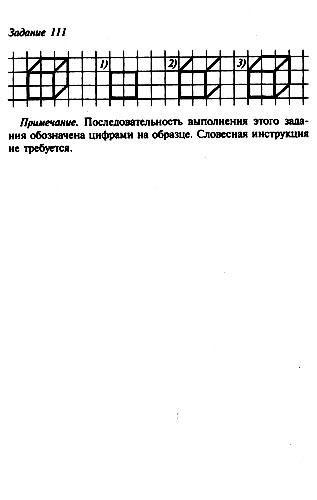 Задание 111
1) 2) 3)
Примечание. Последовательность выполнения этого зада-
ния обозначена цифрами на образце. Словесная инструкция
не требуется.